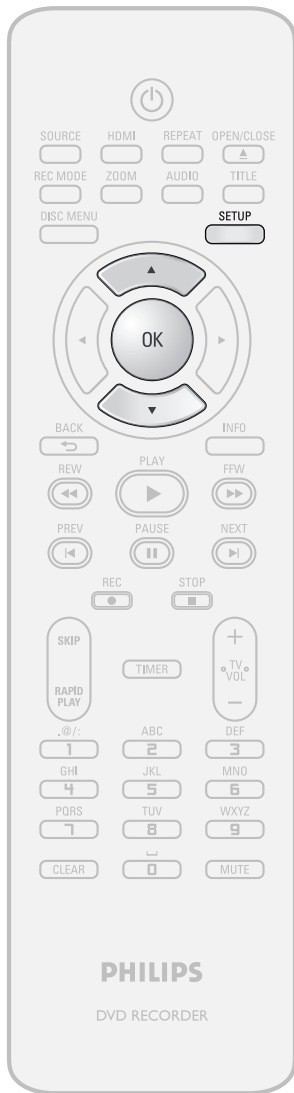 SOURCE HDMI REPEAT OPEN/CLOSE
REC MODE ZOOM AUDIO TITLE
DISC MENU SETUP
OK
BACK INFO
REW PLAY FFW
PREV PAUSE NEXT
REC STOP
SKIP +
TIMER TV VOL
RAPID PLAY −
.@/: ABC DEF
1 2 3
GHI JKL MNO
4 5 6
PQRS TUV WXYZ
7 8 9
CLEAR 0 MUTE
PHILIPS
DVD RECORDER